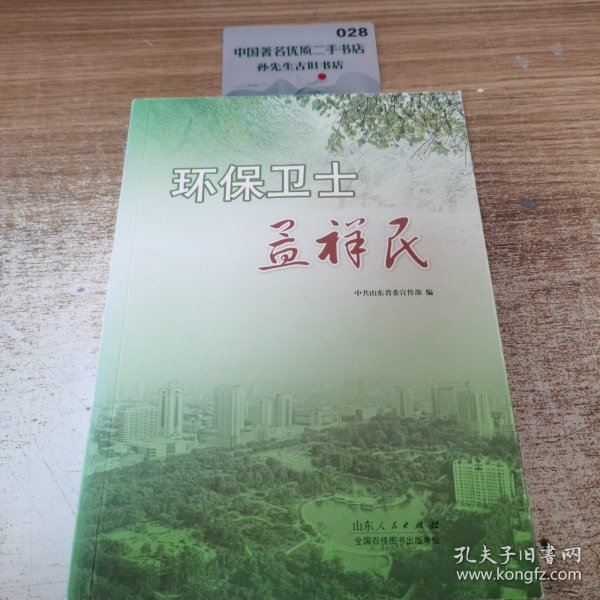 028
中国著名优质二手书店
孙先生古旧书店
环保卫士
孟祥民
中共山东省委宣传部 编
山东人民出版社
全国百佳图书出版单位
孔夫子旧书网
www.kongfz.com